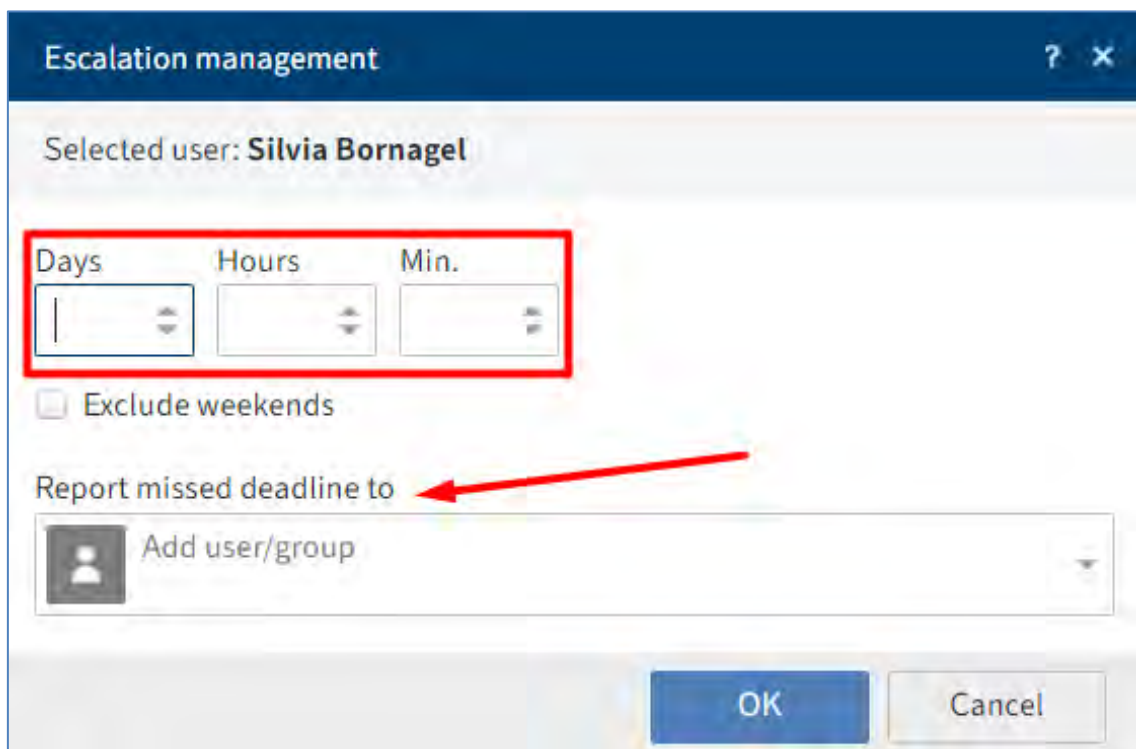 Escalation management ? ×
Selected user: Silvia Bornagel
Days Hours Min.
Exclude weekends
Report missed deadline to
Add user/group
OK Cancel